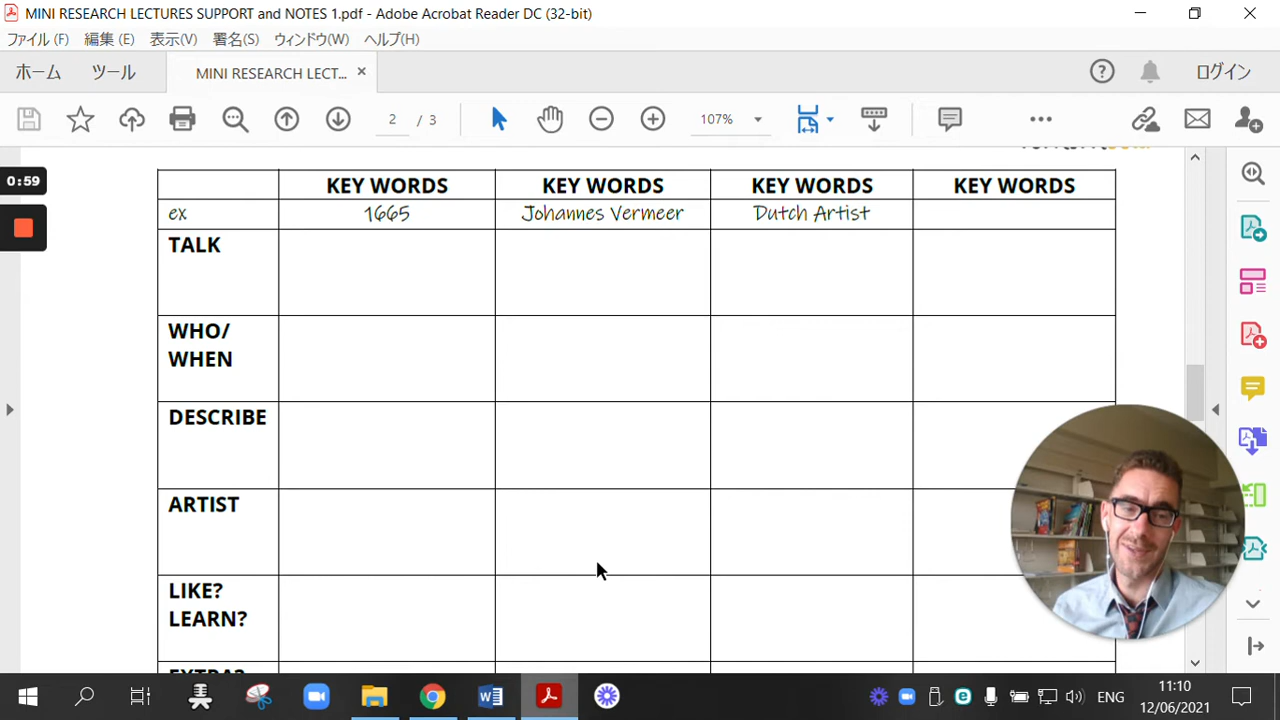 MINI RESEARCH LECTURES SUPPORT and NOTES 1.pdf - Adobe Acrobat Reader DC (32-bit)
ファイル (F) 編集 (E) 表示(V) 署名(S) ウィンドウ(W) ヘルプ(H)
ホーム ツール MINI RESEARCH LECT... × ログイン
2 / 3 107%
0:59
KEY WORDS KEY WORDS KEY WORDS KEY WORDS
ex 1665 Johannes Vermeer Dutch Artist
TALK
WHO/
WHEN
DESCRIBE
ARTIST
LIKE?
LEARN?
EXTRA?
ENG
11:10
12/06/2021